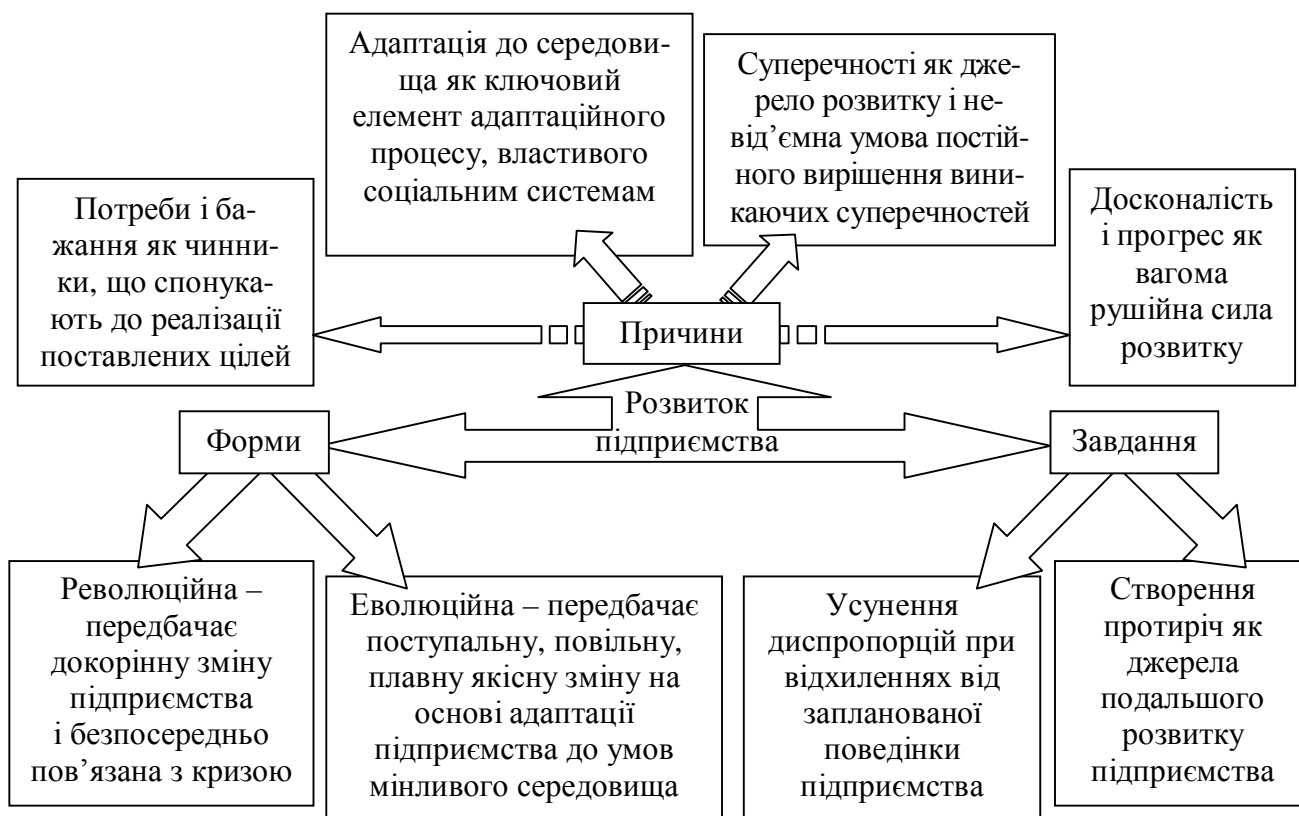 Адаптація до середови-
ща як ключовий
елемент адаптаційного
процесу, властивого
соціальним системам
Суперечності як дже-
рело розвитку і не-
від’ємна умова постій-
ного вирішення вини-
каючих суперечностей
Потреби і ба-
жання як чинни-
ки, що спонука-
ють до реалізації
поставлених цілей
Досконалість
і прогрес як
вагома
рушійна сила
розвитку
Причини
Розвиток
підприємства
Форми
Завдання
Революційна –
передбачає
докорінну зміну
підприємства
і безпосередньо
пов’язана з кризою
Еволюційна – передбачає
поступальну, повільну,
плавну якісну зміну на
основі адаптації
підприємства до умов
мінливого середовища
Усунення
диспропорцій при
відхиленнях від
запланованої
поведінки
підприємства
Створення
протиріч як
джерела
подальшого
розвитку
підприємства